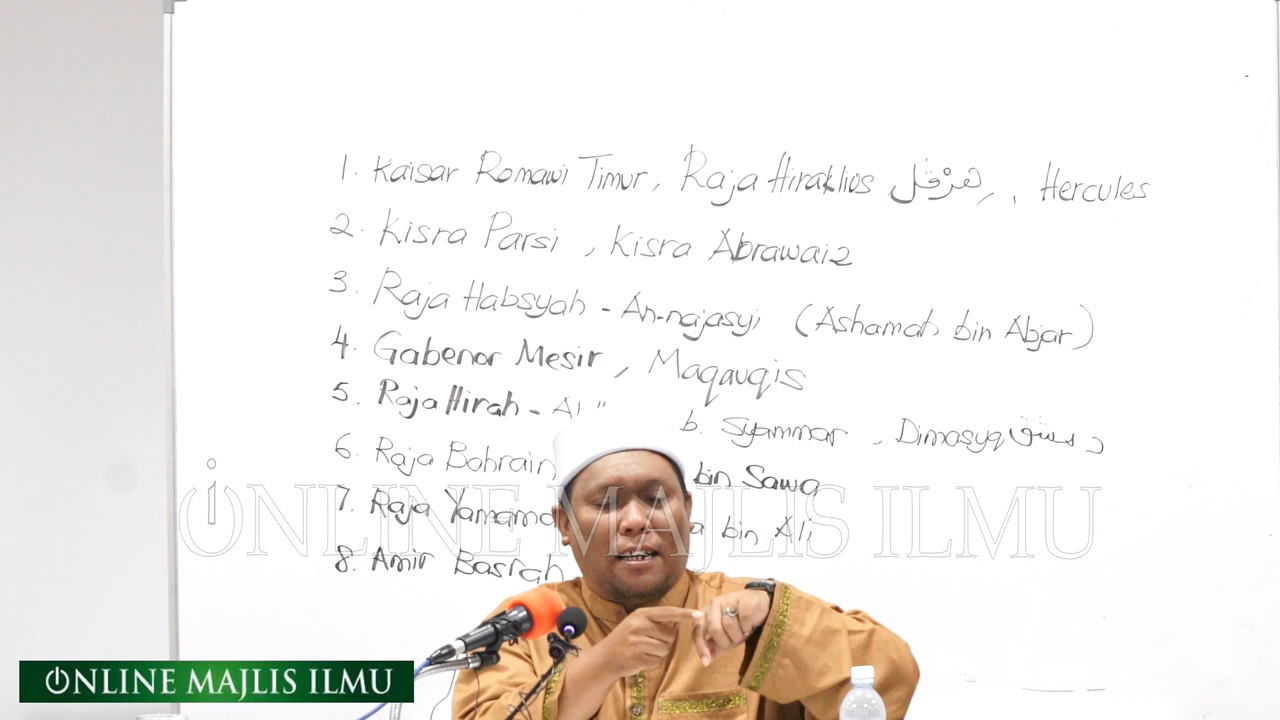 1. Kaisar Romawi Timur, Raja Hiraklios هرقل, Hercules
2. Kisra Parsi, Kisra Abrawaiz
3. Raja Habsyah - An-najasyi (Ashamah bin Abjar)
4. Gabenor Mesir, Maqauqis
5. Raja Hirah - Al b. Syammar, Dimasyq دمشق
6. Raja Bahrain bin Sawa
7. Raja Yamama bin Ali
8. Amir Basrah
ONLINE MAJLIS ILMU
ONLINE MAJLIS ILMU